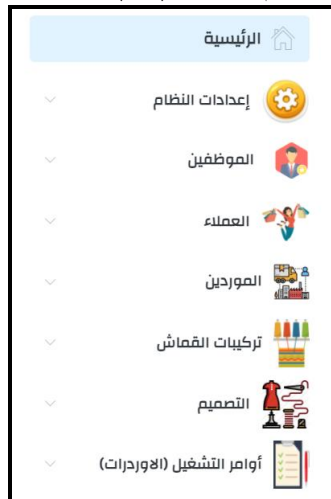 الرئيسية
إعدادات النظام
الموظفين
العملاء
الموردين
تركيبات القماش
التصميم
أوامر التشغيل (الاوردرات)